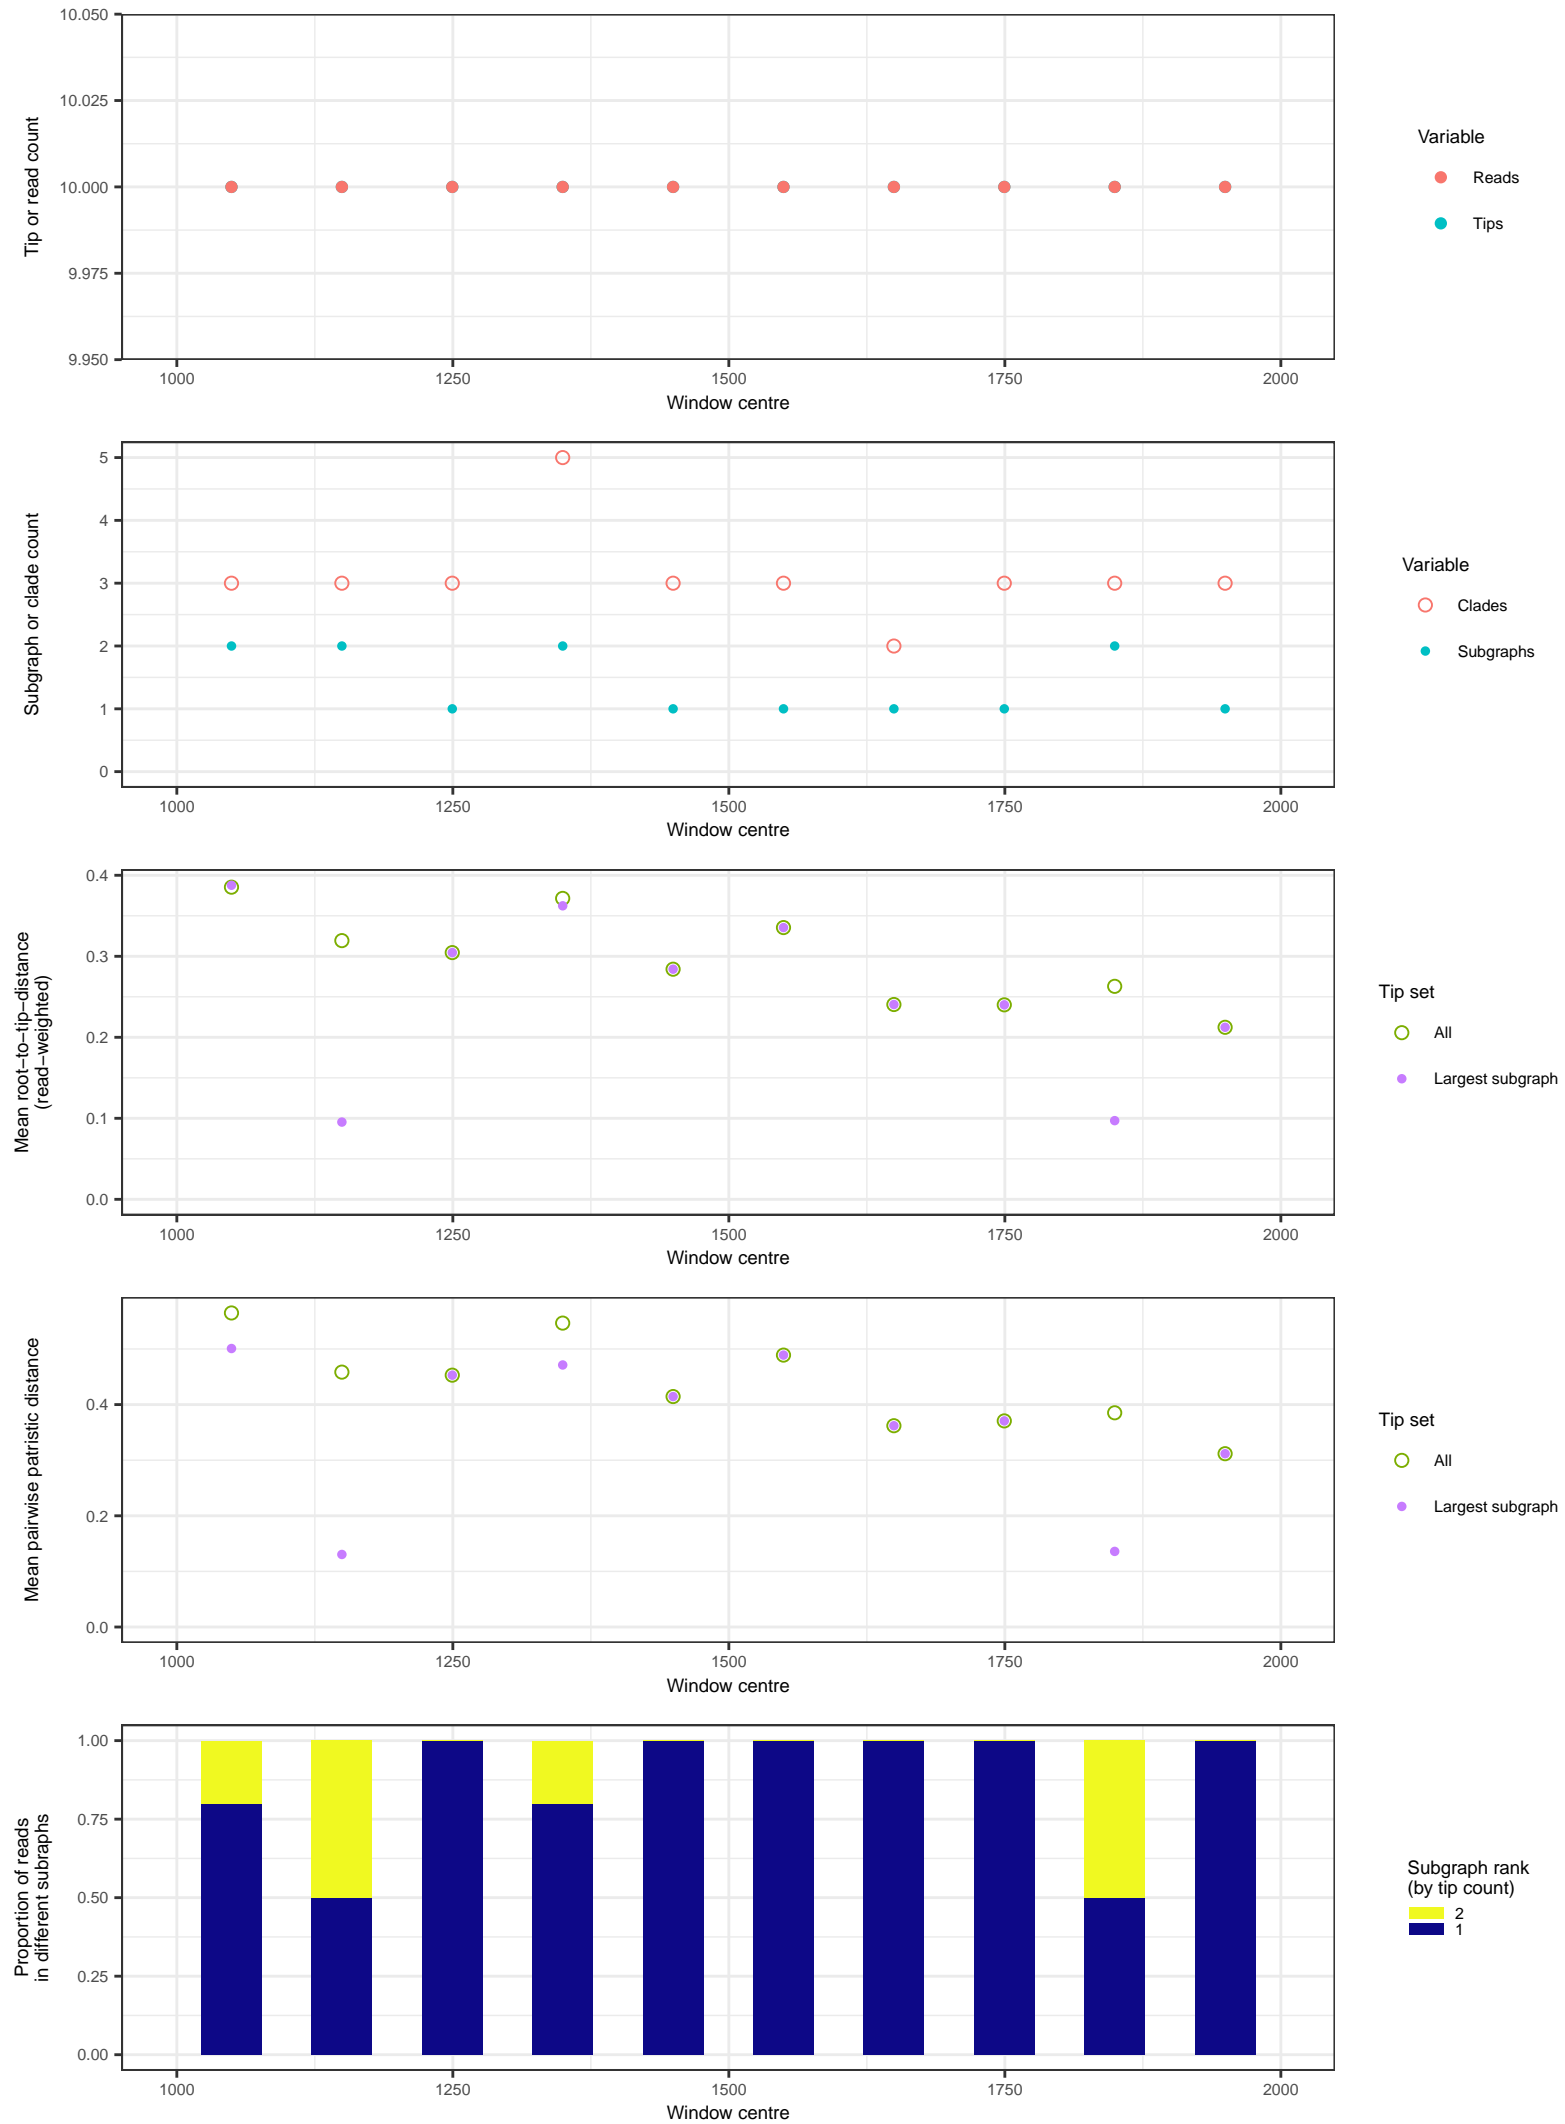 10.050
10.025
10.000
9.975
9.950
Tip or read count
1000 1250 1500 1750 2000
Window centre
Variable
Reads
Tips
5
4
3
2
1
0
Subgraph or clade count
1000 1250 1500 1750 2000
Window centre
Variable
Clades
Subgraphs
0.4
0.3
0.2
0.1
0.0
Mean root−to−tip−distance
(read−weighted)
1000 1250 1500 1750 2000
Window centre
Tip set
All
Largest subgraph
0.4
0.2
0.0
Mean pairwise patristic distance
1000 1250 1500 1750 2000
Window centre
Tip set
All
Largest subgraph
1.00
0.75
0.50
0.25
0.00
Proportion of reads
in different subraphs
1000 1250 1500 1750 2000
Window centre
Subgraph rank
(by tip count)
2
1